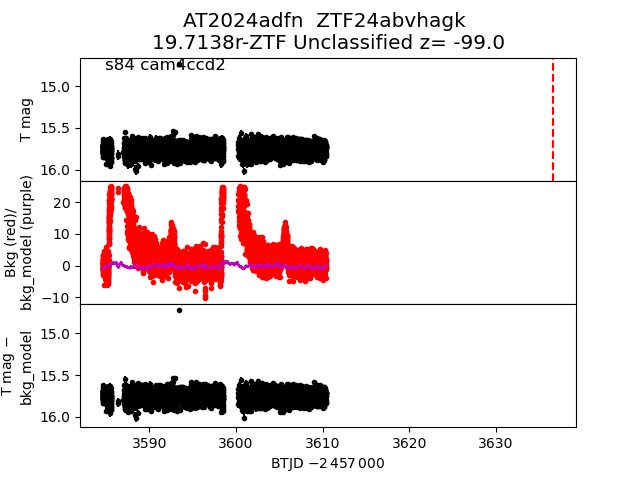 AT2024adfn  ZTF24abvhagk
19.7138r-ZTF Unclassified z= -99.0
s84 cam4ccd2
T mag
15.0
15.5
16.0
Bkg (red)/
bkg_model (purple)
20
10
0
−10
T mag −
bkg_model
15.0
15.5
16.0
3590
3600
3610
3620
3630
BTJD −2 457 000